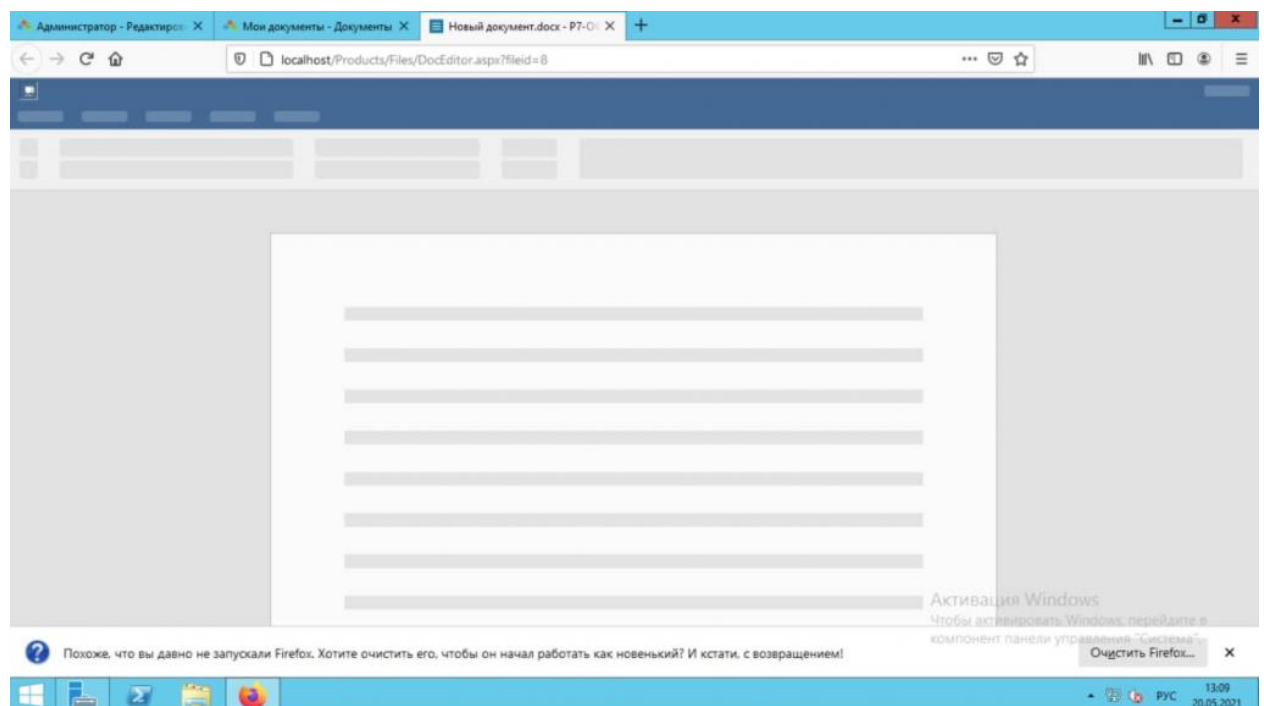 Администратор - Редактиро
Мои документы - Документы
Новый документ.docx - Р7-О
localhost/Products/Files/DocEditor.aspx?fileid=8
Активация Windows
Чтобы активировать Windows, перейдите в
компонент панели управления "Система".
Похоже, что вы давно не запускали Firefox. Хотите очистить его, чтобы он начал работать как новенький? И кстати, с возвращением!
Очистить Firefox...
РУС
13:09
20.05.2021